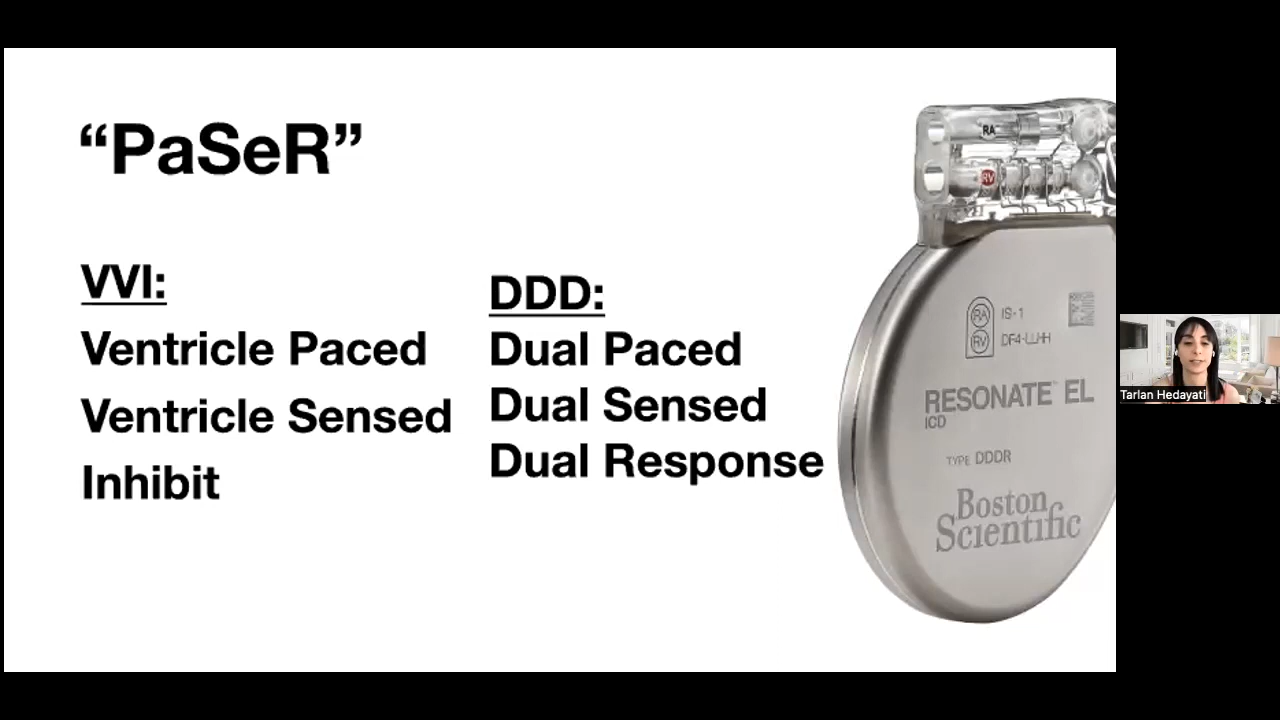 “PaSeR”
VVI:
Ventricle Paced
Ventricle Sensed
Inhibit
DDD:
Dual Paced
Dual Sensed
Dual Response
RA
RV
RA
IS-1
RV
DF4-LLHH
RESONATE™ EL
ICD
TYPE DDDR
Boston
Scientific
Tarlan Hedayati